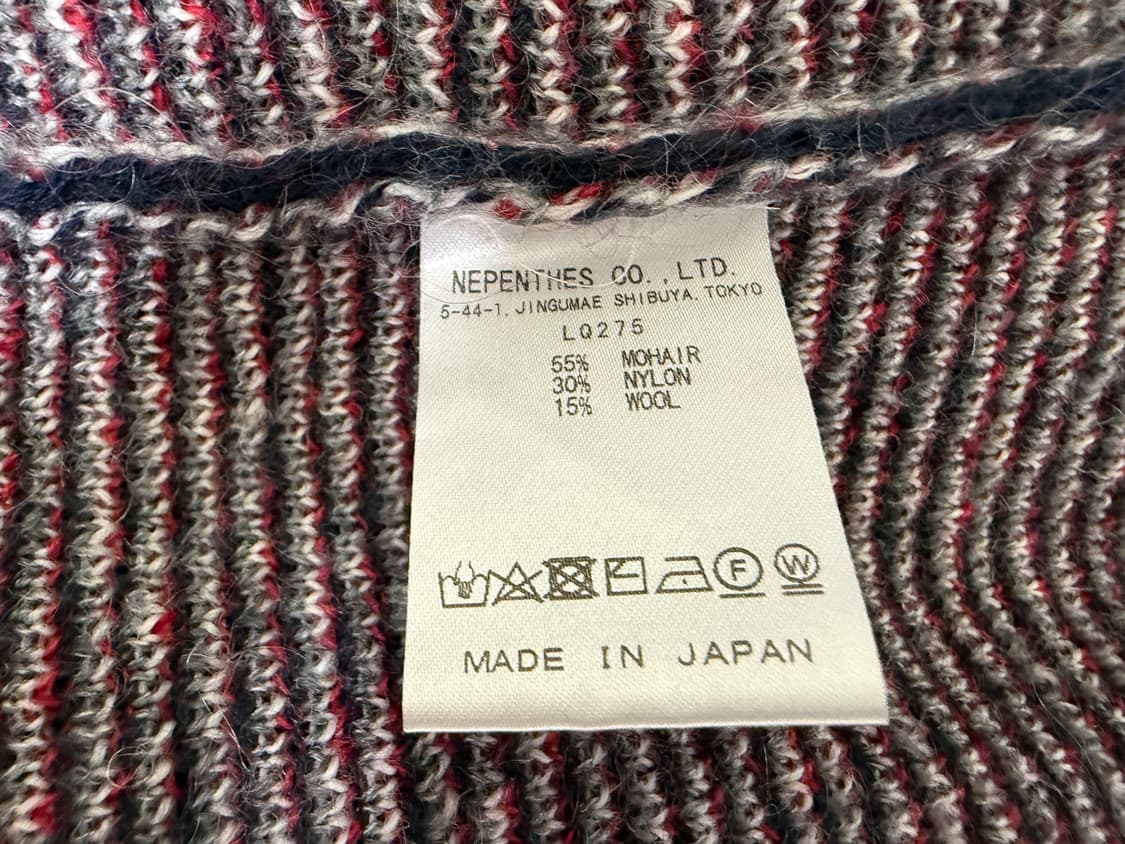 NEPENTHES CO., LTD.
5-44-1, JINGUMAE SHIBUYA. TOKYO
LQ275
55% MOHAIR
30% NYLON
15% WOOL
F W
MADE IN JAPAN